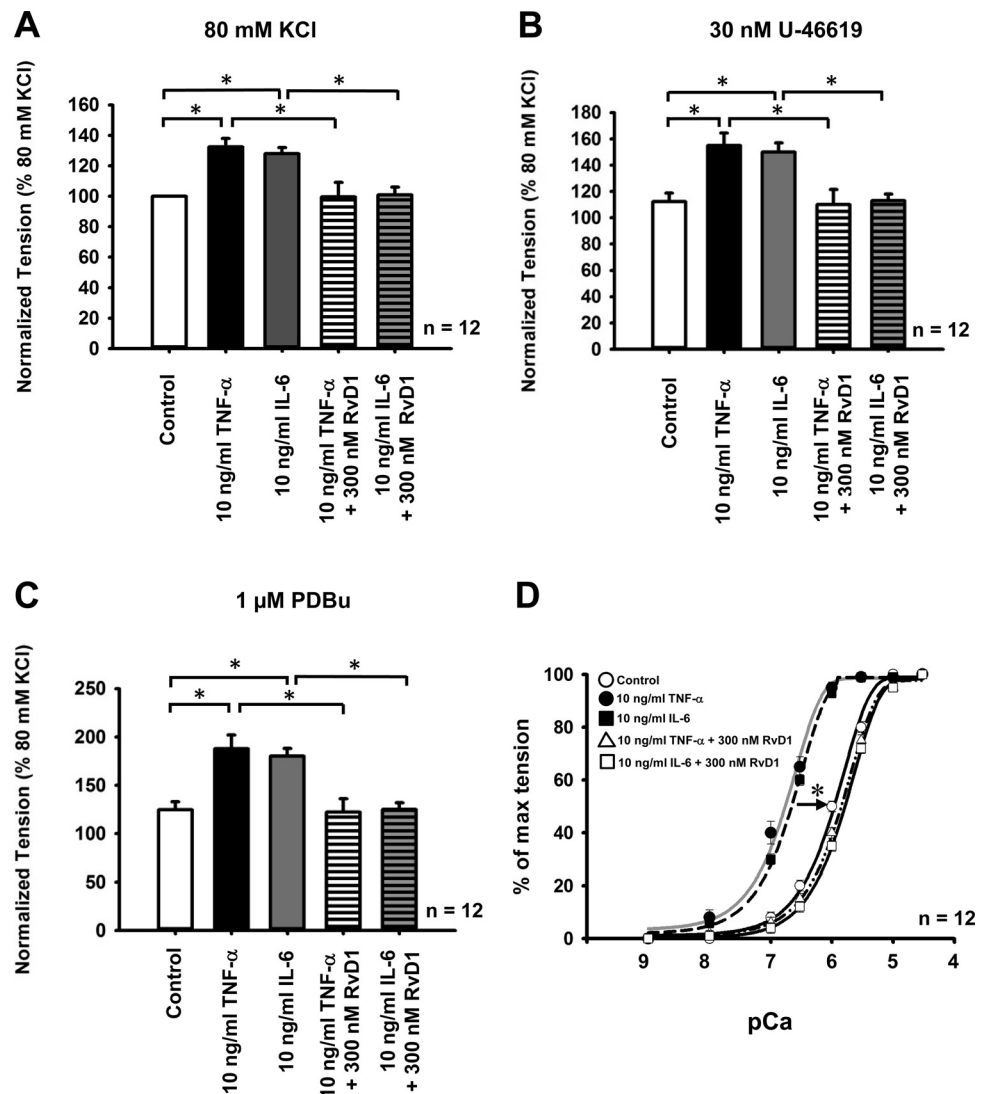 A
80 mM KCl
Normalized Tension (% 80 mM KCl)
160
140
120
100
80
60
40
20
0
*
*
*
*
n = 12
Control
10 ng/ml TNF-α
10 ng/ml IL-6
10 ng/ml TNF-α
+ 300 nM RvD1
10 ng/ml IL-6
+ 300 nM RvD1
B
30 nM U-46619
Normalized Tension (% 80 mM KCl)
180
160
140
120
100
80
60
40
20
0
*
*
*
*
n = 12
Control
10 ng/ml TNF-α
10 ng/ml IL-6
10 ng/ml TNF-α
+ 300 nM RvD1
10 ng/ml IL-6
+ 300 nM RvD1
C
1 µM PDBu
Normalized Tension (% 80 mM KCl)
250
200
150
100
50
0
*
*
*
*
n = 12
Control
10 ng/ml TNF-α
10 ng/ml IL-6
10 ng/ml TNF-α
+ 300 nM RvD1
10 ng/ml IL-6
+ 300 nM RvD1
D
% of max tension
100
80
60
40
20
0
Control
10 ng/ml TNF-α
10 ng/ml IL-6
10 ng/ml TNF-α + 300 nM RvD1
10 ng/ml IL-6 + 300 nM RvD1
*
n = 12
9 8 7 6 5 4
pCa